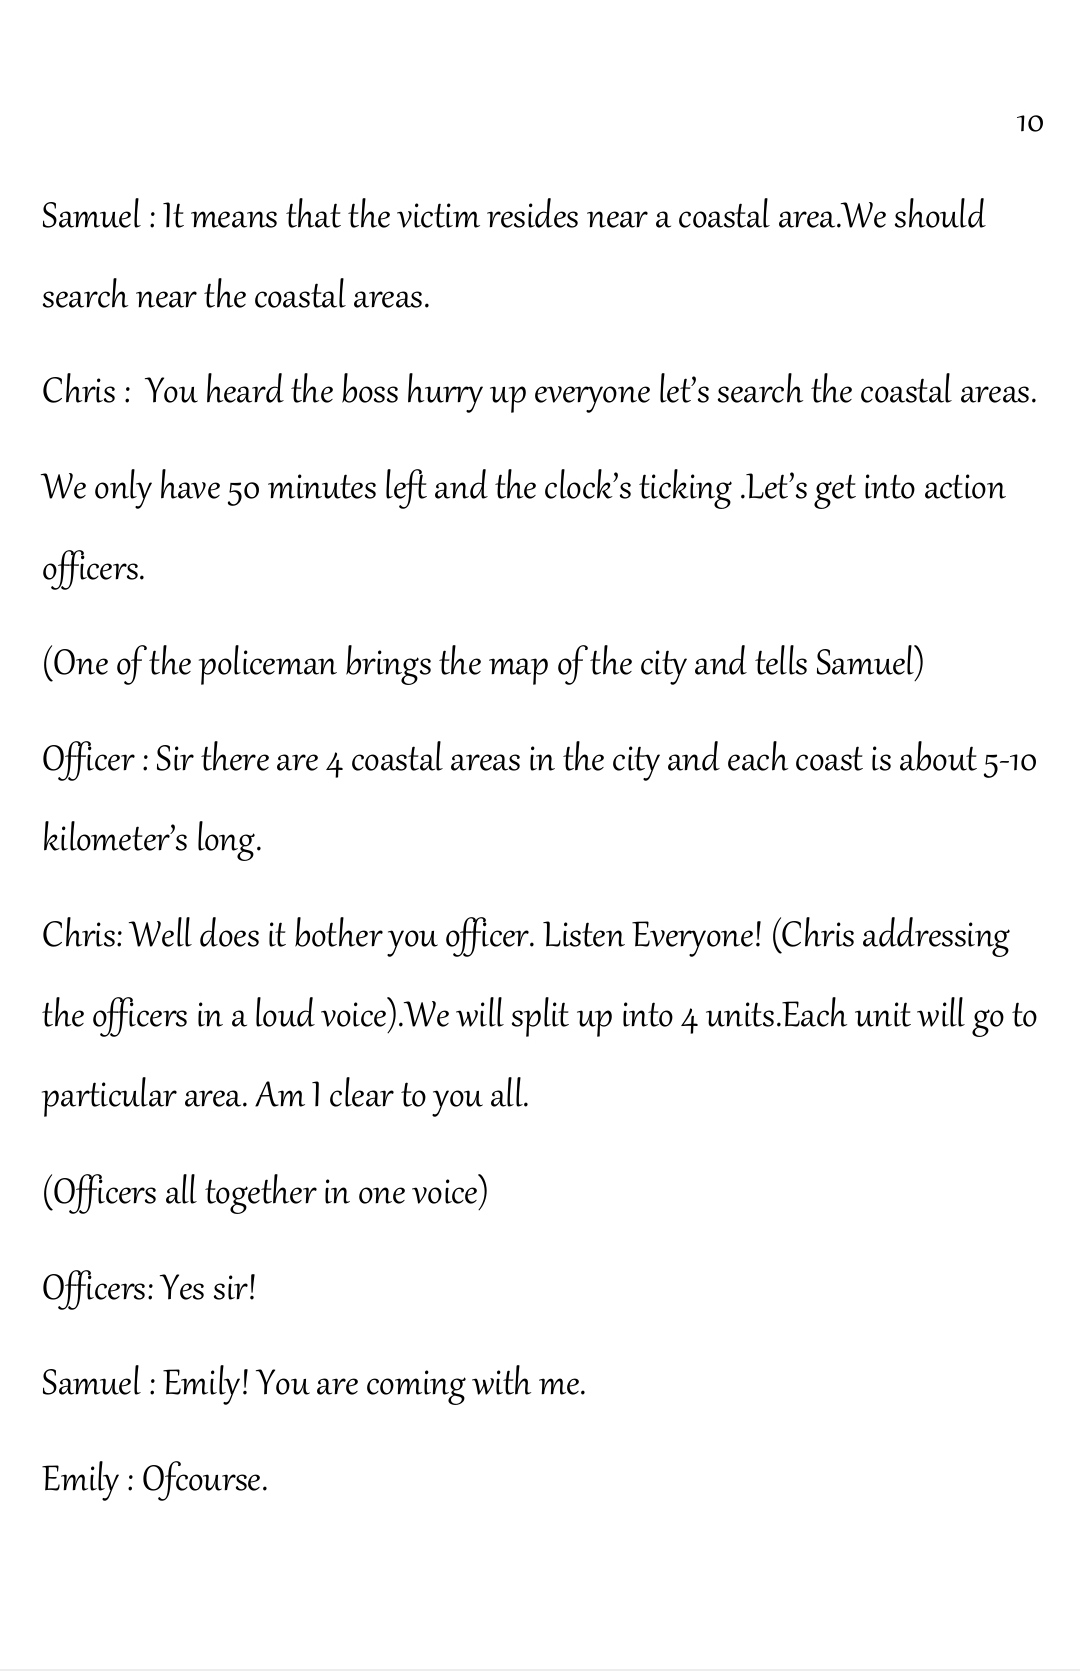 10
Samuel : It means that the victim resides near a coastal area.We should
search near the coastal areas.
Chris :  You heard the boss hurry up everyone let’s search the coastal areas.
We only have 50 minutes left and the clock’s ticking .Let’s get into action
officers.
(One of the policeman brings the map of the city and tells Samuel)
Officer : Sir there are 4 coastal areas in the city and each coast is about 5-10
kilometer’s long.
Chris: Well does it bother you officer. Listen Everyone! (Chris addressing
the officers in a loud voice).We will split up into 4 units.Each unit will go to
particular area. Am I clear to you all.
(Officers all together in one voice)
Officers: Yes sir!
Samuel : Emily! You are coming with me.
Emily : Ofcourse.